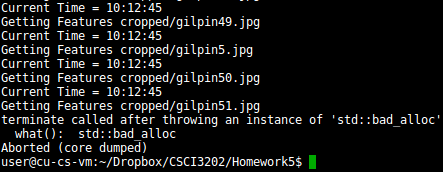 Current Time = 10:12:45
Getting Features cropped/gilpin49.jpg
Current Time = 10:12:45
Getting Features cropped/gilpin5.jpg
Current Time = 10:12:45
Getting Features cropped/gilpin50.jpg
Current Time = 10:12:45
Getting Features cropped/gilpin51.jpg
terminate called after throwing an instance of 'std::bad_alloc'
  what():  std::bad_alloc
Aborted (core dumped)
user@cu-cs-vm:~/Dropbox/CSCI3202/Homework5$